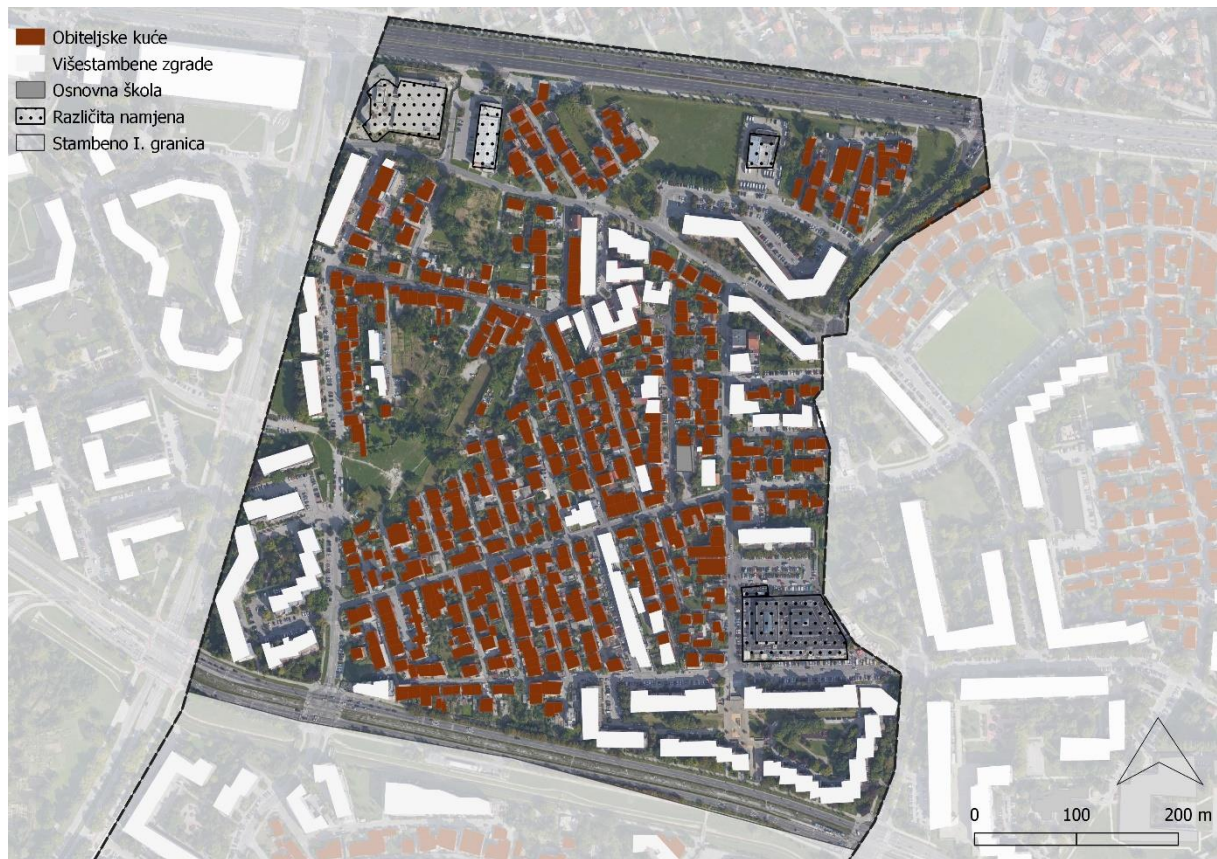 Obiteljske kuće
Višestambene zgrade
Osnovna škola
Različita namjena
Stambeno I. granica
0 100 200 m